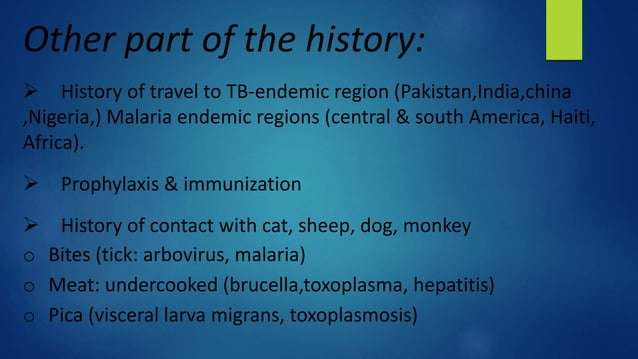 Other part of the history:
➢ History of travel to TB-endemic region (Pakistan,India,china
,Nigeria,) Malaria endemic regions (central & south America, Haiti,
Africa).
➢ Prophylaxis & immunization
➢ History of contact with cat, sheep, dog, monkey
o Bites (tick: arbovirus, malaria)
o Meat: undercooked (brucella,toxoplasma, hepatitis)
o Pica (visceral larva migrans, toxoplasmosis)